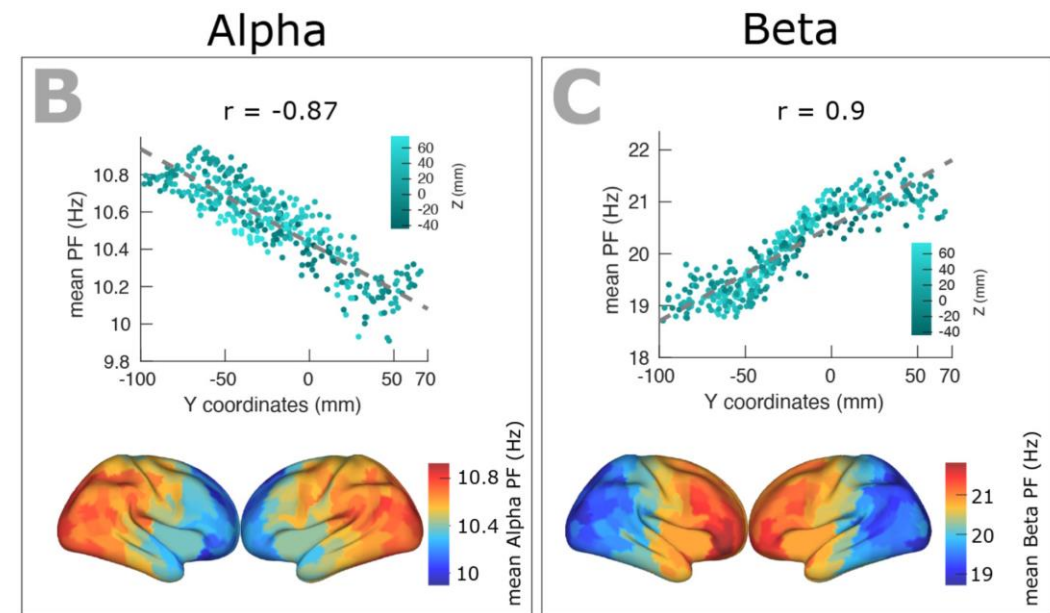 Alpha
Beta
B
r = -0.87
mean PF (Hz)
10.8
10.6
10.4
10.2
10
9.8
-100
-50
0
50
70
Y coordinates (mm)
60
40
20
0
-20
-40
Z (mm)
10.8
10.4
10
mean Alpha PF (Hz)
C
r = 0.9
mean PF (Hz)
22
21
20
19
18
-100
-50
0
50
70
Y coordinates (mm)
60
40
20
0
-20
-40
Z (mm)
21
20
19
mean Beta PF (Hz)